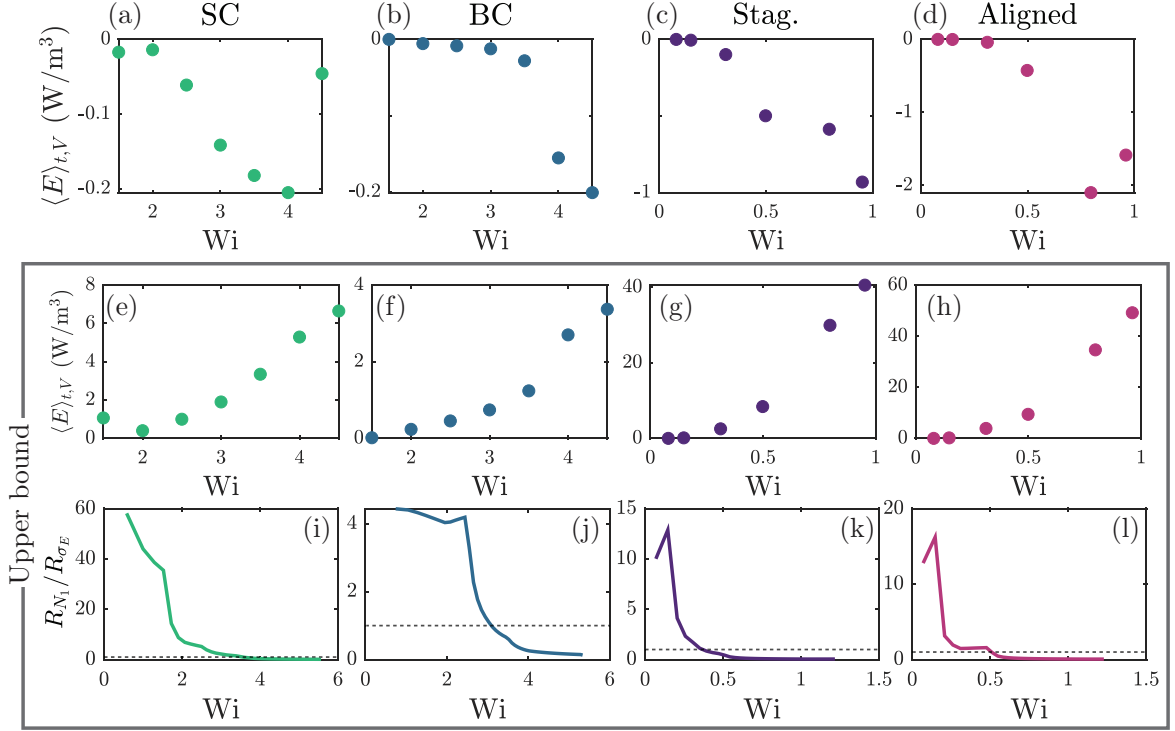 (a) SC (b) BC (c) Stag. (d) Aligned
⟨E⟩t,V (W/m³)
0 -0.1 -0.2
0 -0.2
0 -1
0 -1 -2
2 3 4
2 3 4
0 0.5 1
0 0.5 1
Wi Wi Wi Wi
Upper bound
(e) (f) (g) (h)
⟨E⟩t,V (W/m³)
8 6 4 2 0
4 2 0
40 20 0
60 40 20 0
2 3 4
2 3 4
0 0.5 1
0 0.5 1
Wi Wi Wi Wi
(i) (j) (k) (l)
R_{N₁}/R_{σ_E}
60 40 20 0
4 2 0
15 10 5 0
20 10 0
0 2 4 6
0 2 4 6
0 0.5 1 1.5
0 0.5 1 1.5
Wi Wi Wi Wi